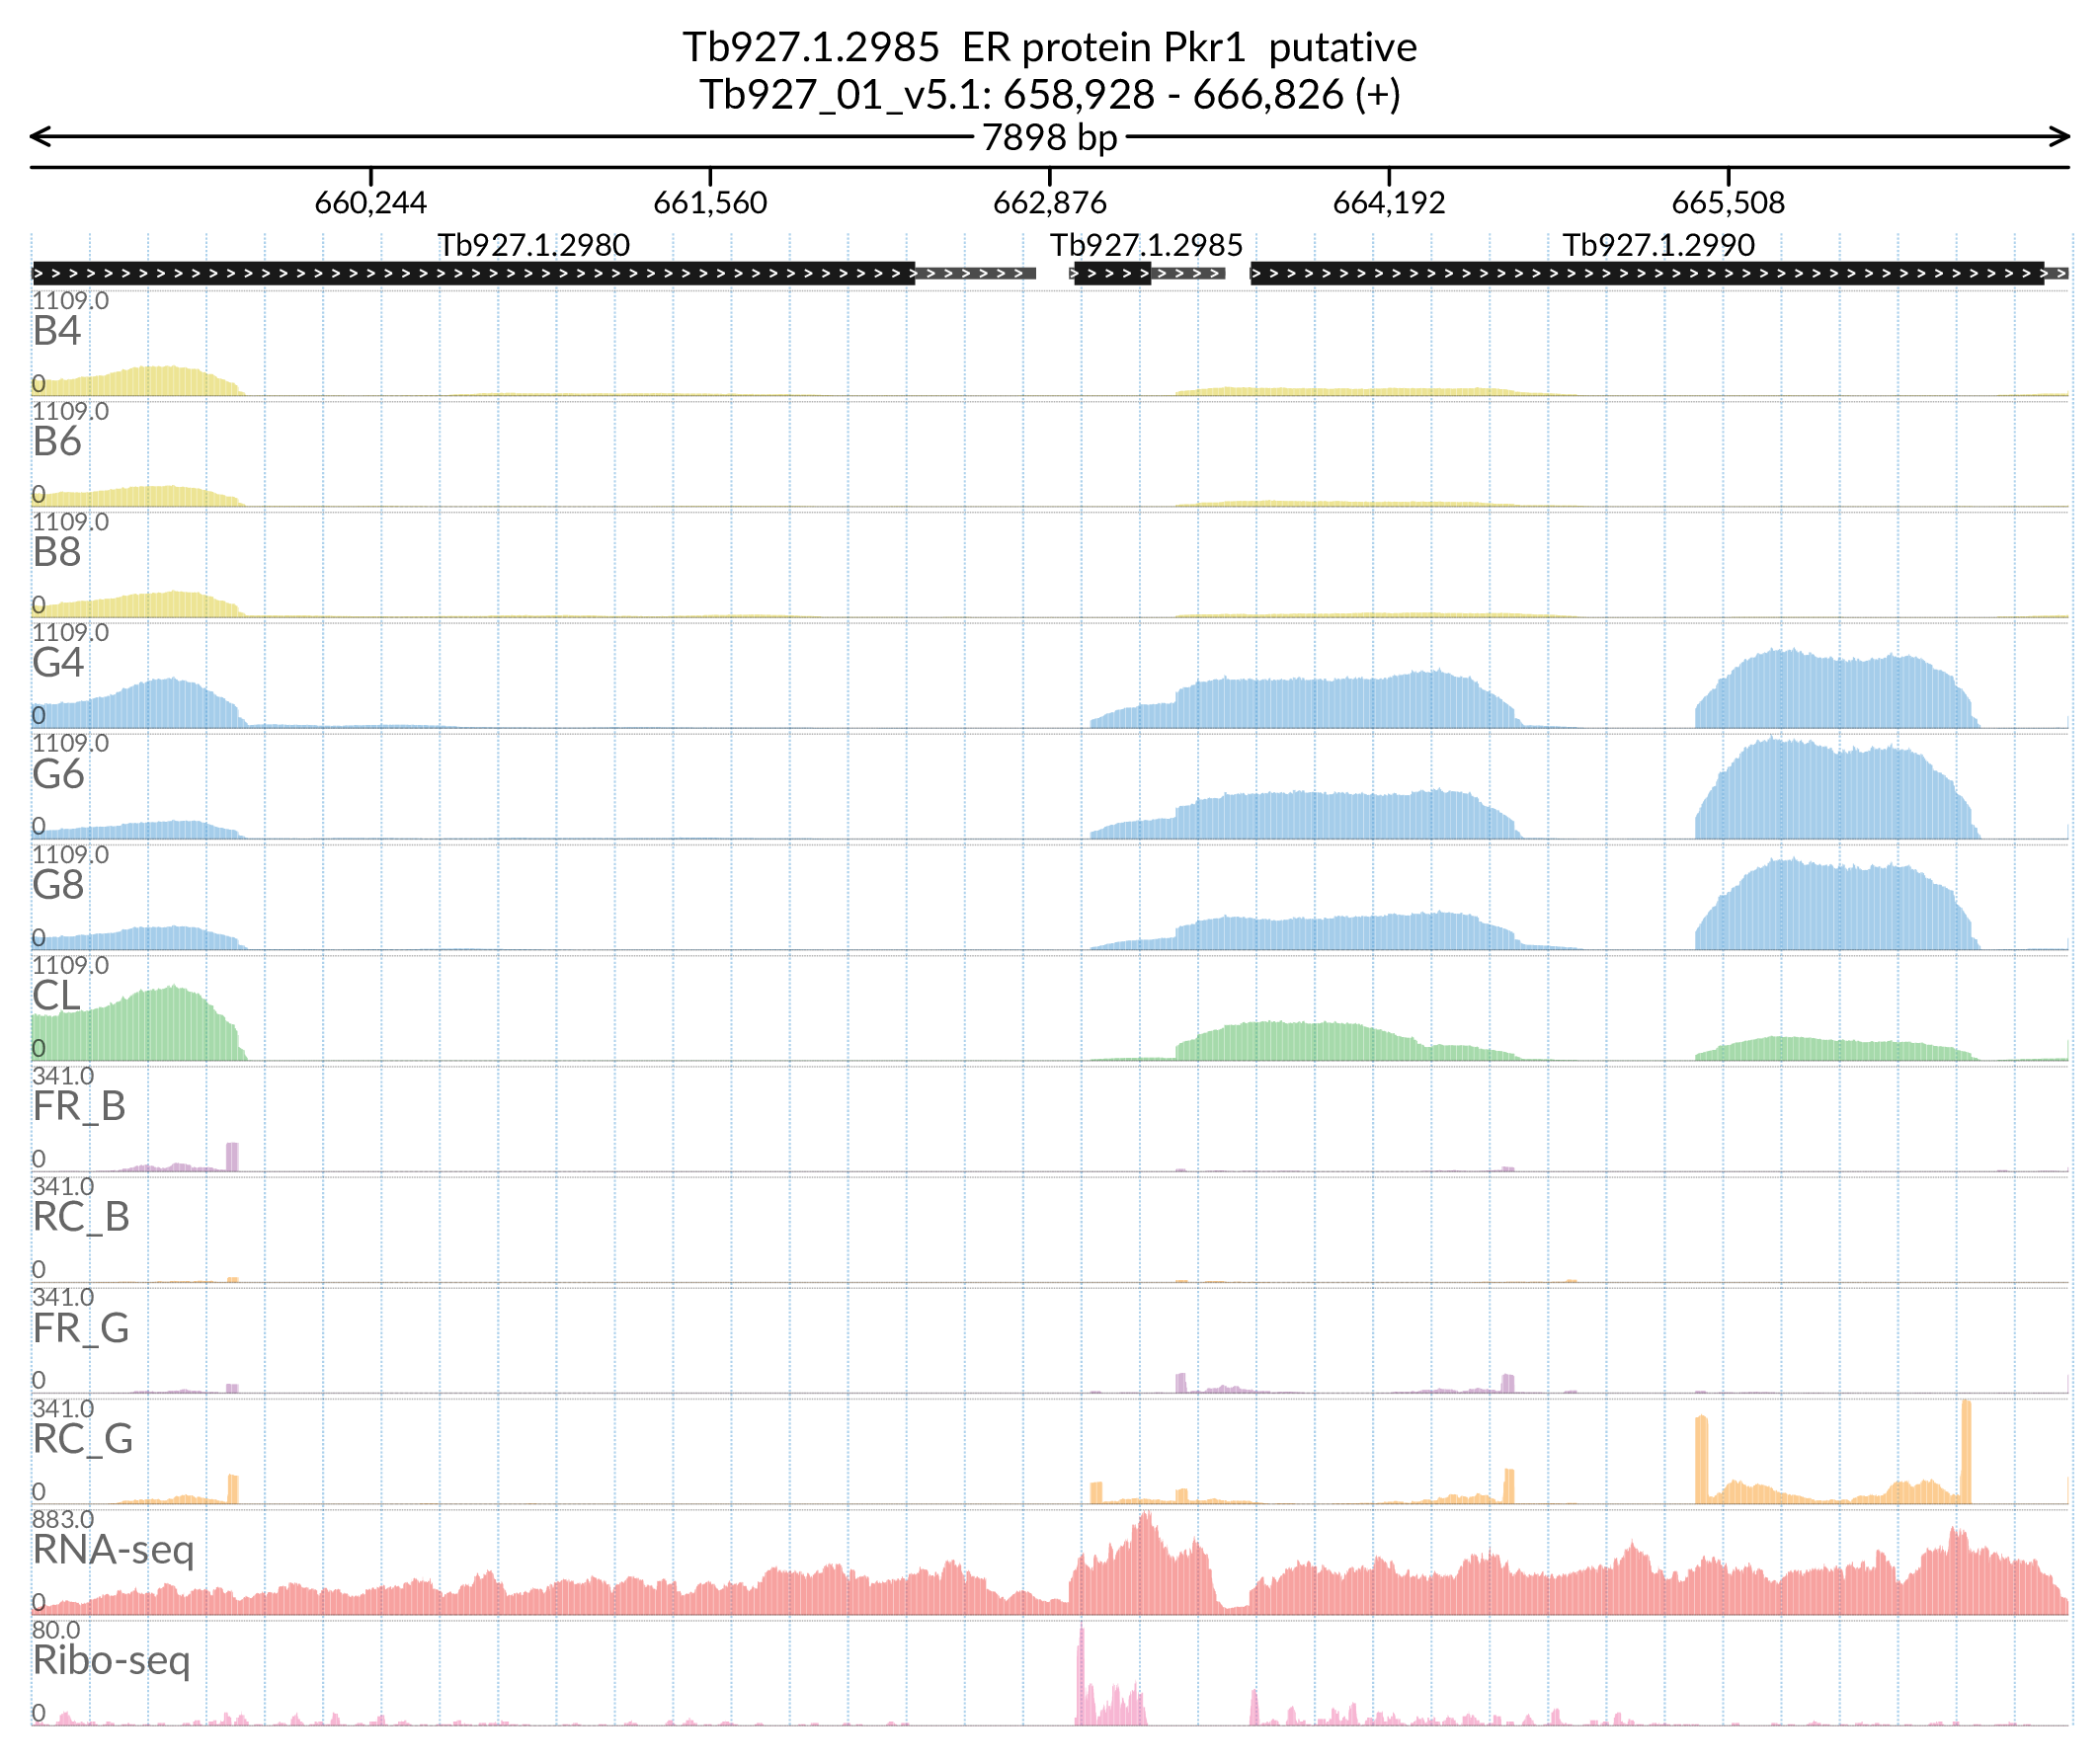 Tb927.1.2985  ER protein Pkr1  putative
Tb927_01_v5.1: 658,928 - 666,826 (+)
7898 bp
660,244 661,560 662,876 664,192 665,508
Tb927.1.2980 Tb927.1.2985 Tb927.1.2990
1109.0
B4
0
1109.0
B6
0
1109.0
B8
0
1109.0
G4
0
1109.0
G6
0
1109.0
G8
0
1109.0
CL
0
341.0
FR_B
0
341.0
RC_B
0
341.0
FR_G
0
341.0
RC_G
0
883.0
RNA-seq
0
80.0
Ribo-seq
0